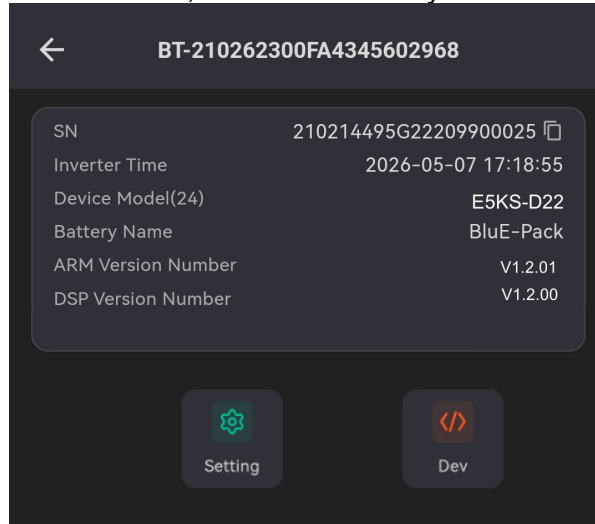 BT-210262300FA4345602968
SN 210214495G22209900025
Inverter Time 2026-05-07 17:18:55
Device Model(24) E5KS-D22
Battery Name BluE-Pack
ARM Version Number V1.2.01
DSP Version Number V1.2.00
Setting Dev